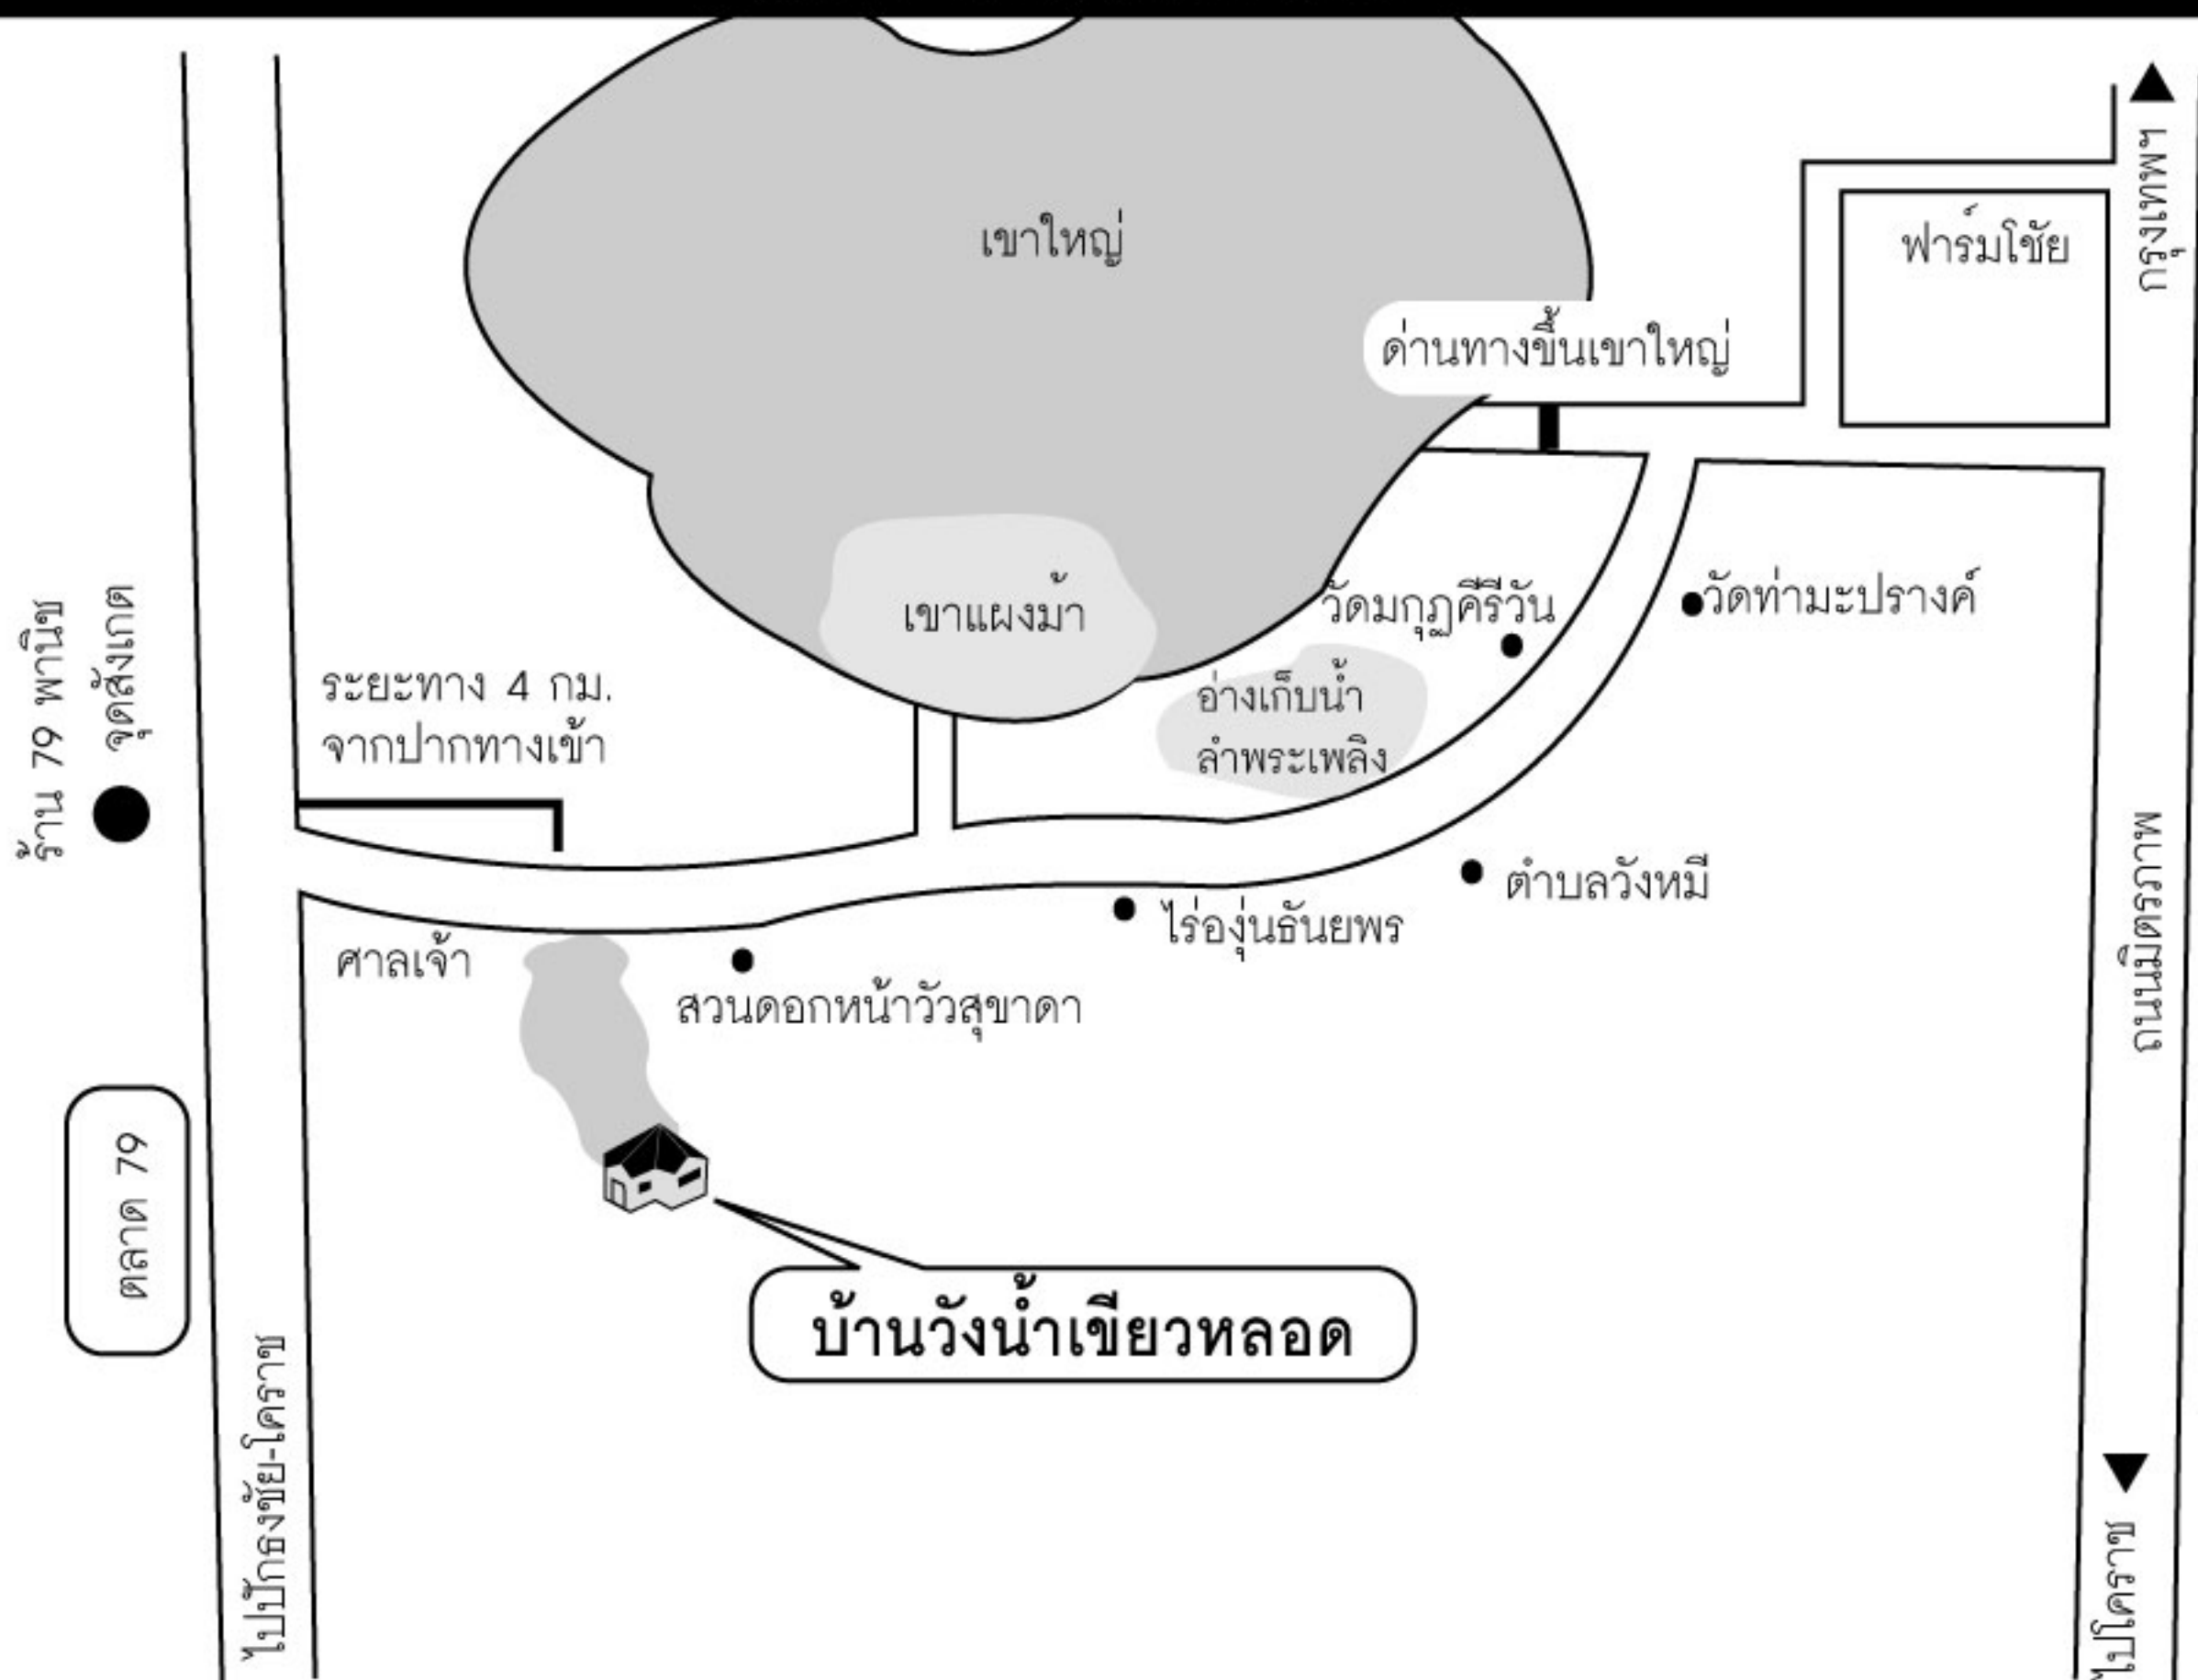 กรุงเทพฯ
ฟาร์มโชัย
เขาใหญ่
ด่านทางขึ้นเขาใหญ่
เขาแผงม้า
วัดมกุฏคีรีวัน
วัดท่ามะปรางค์
ร้าน 79 พานิช
จุดสังเกต
ระยะทาง 4 กม.
จากปากทางเข้า
อ่างเก็บน้ำ
ลำพระเพลิง
ถนนมิตรภาพ
ตำบลวังหมี
ไร่องุ่นธันยพร
ศาลเจ้า
สวนดอกหน้าวัวสุขาดา
ตลาด 79
บ้านวังน้ำเขียวหลอด
ไปปักธงชัย-โคราช
ไปโคราช